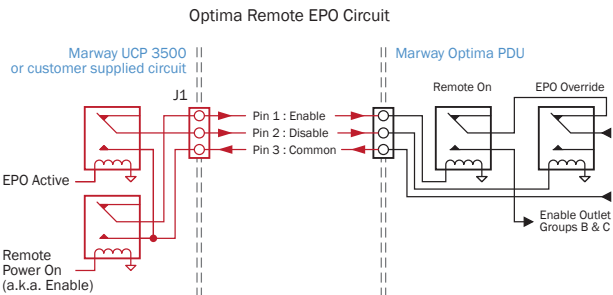 Optima Remote EPO Circuit
Marway UCP 3500
or customer supplied circuit
Marway Optima PDU
J1
Remote On
EPO Override
Pin 1 : Enable
Pin 2 : Disable
Pin 3 : Common
EPO Active
Enable Outlet
Groups B & C
Remote
Power On
(a.k.a. Enable)